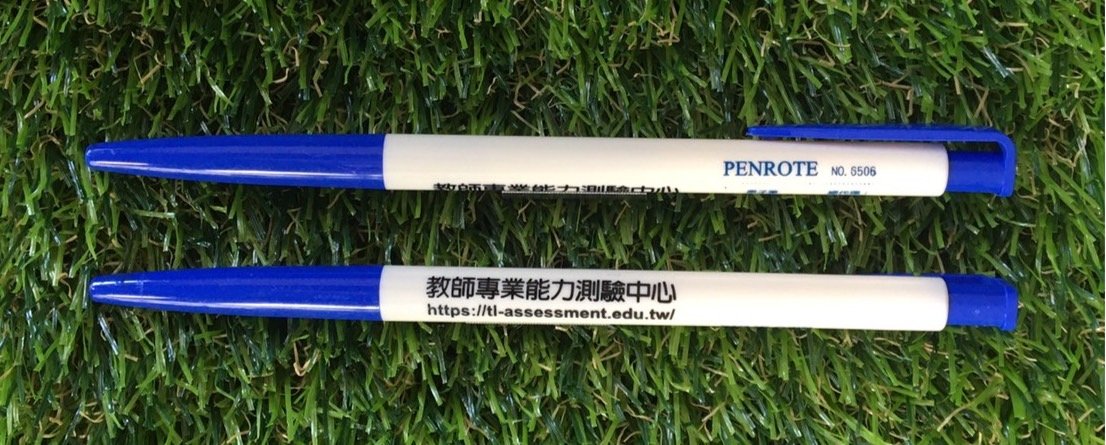 PENROTE NO. 6506
教師專業能力測驗中心
教師專業能力測驗中心
https://tl-assessment.edu.tw/